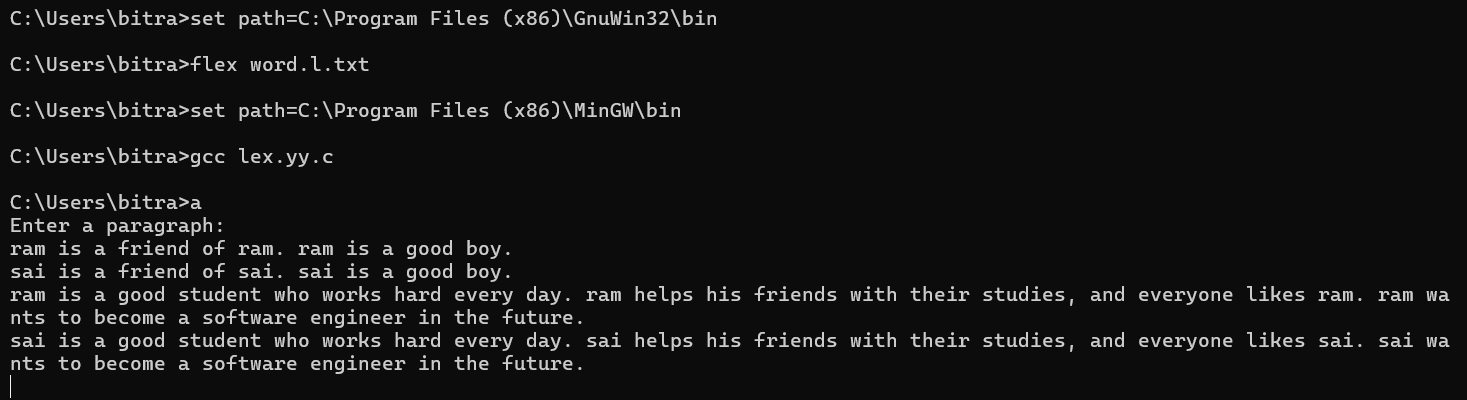 C:\Users\bitra>set path=C:\Program Files (x86)\GnuWin32\bin
C:\Users\bitra>flex word.l.txt
C:\Users\bitra>set path=C:\Program Files (x86)\MinGW\bin
C:\Users\bitra>gcc lex.yy.c
C:\Users\bitra>a
Enter a paragraph:
ram is a friend of ram. ram is a good boy.
sai is a friend of sai. sai is a good boy.
ram is a good student who works hard every day. ram helps his friends with their studies, and everyone likes ram. ram wa
nts to become a software engineer in the future.
sai is a good student who works hard every day. sai helps his friends with their studies, and everyone likes sai. sai wa
nts to become a software engineer in the future.